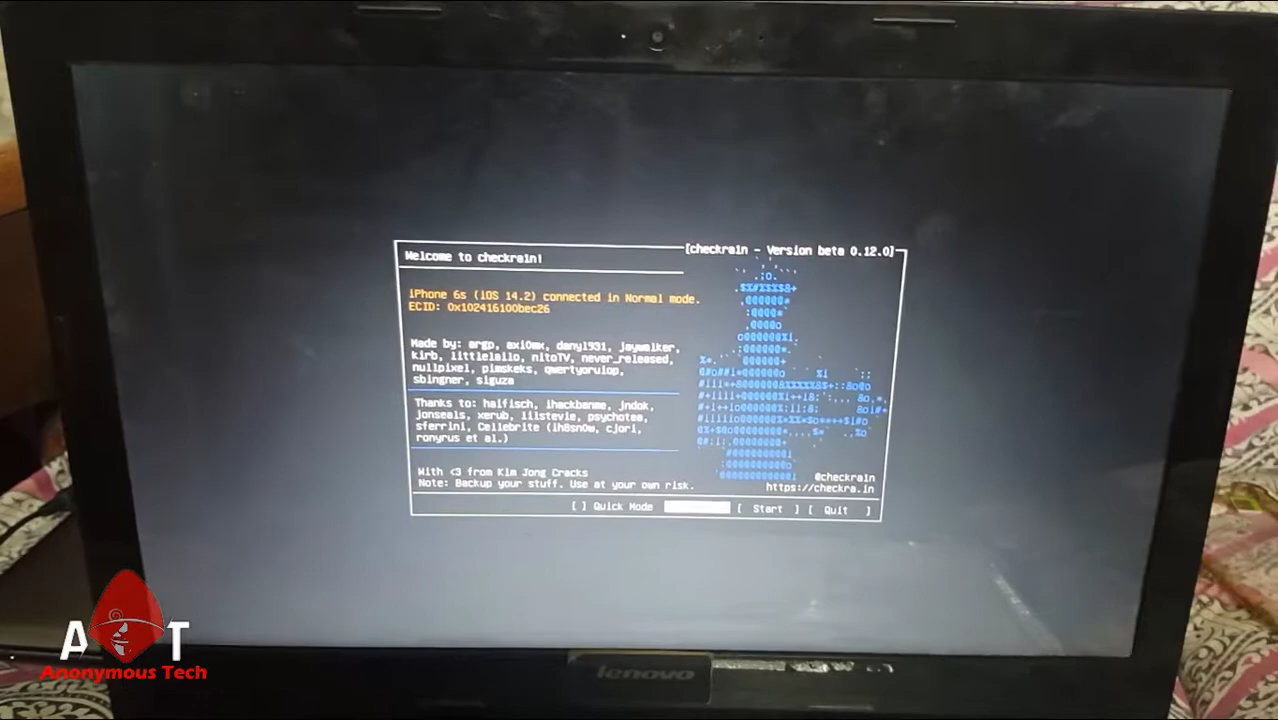 Welcome to checkra1n!
[checkra1n - Version beta 0.12.0]
iPhone 6s (iOS 14.2) connected in Normal mode.
ECID: 0x102416100bec26
Made by: argp, axi0mx, danyl931, jaywalker,
kirb, littlelailo, nitoTV, never_released,
nullpixel, pimskeks, qwertyoruiop,
sbingner, siguza
Thanks to: haifisch, ihackbanme, jndok,
jonseals, xerub, lilstevie, psychotea,
sferrini, Cellebrite (ih8sn0w, cjori,
ronyrus et al.)
With <3 from Kim Jong Cracks
Note: Backup your stuff. Use at your own risk.
@checkra1n
https://checkra.in
[ ] Quick Mode
[ Start ] [ Quit ]
lenovo
A T
Anonymous Tech